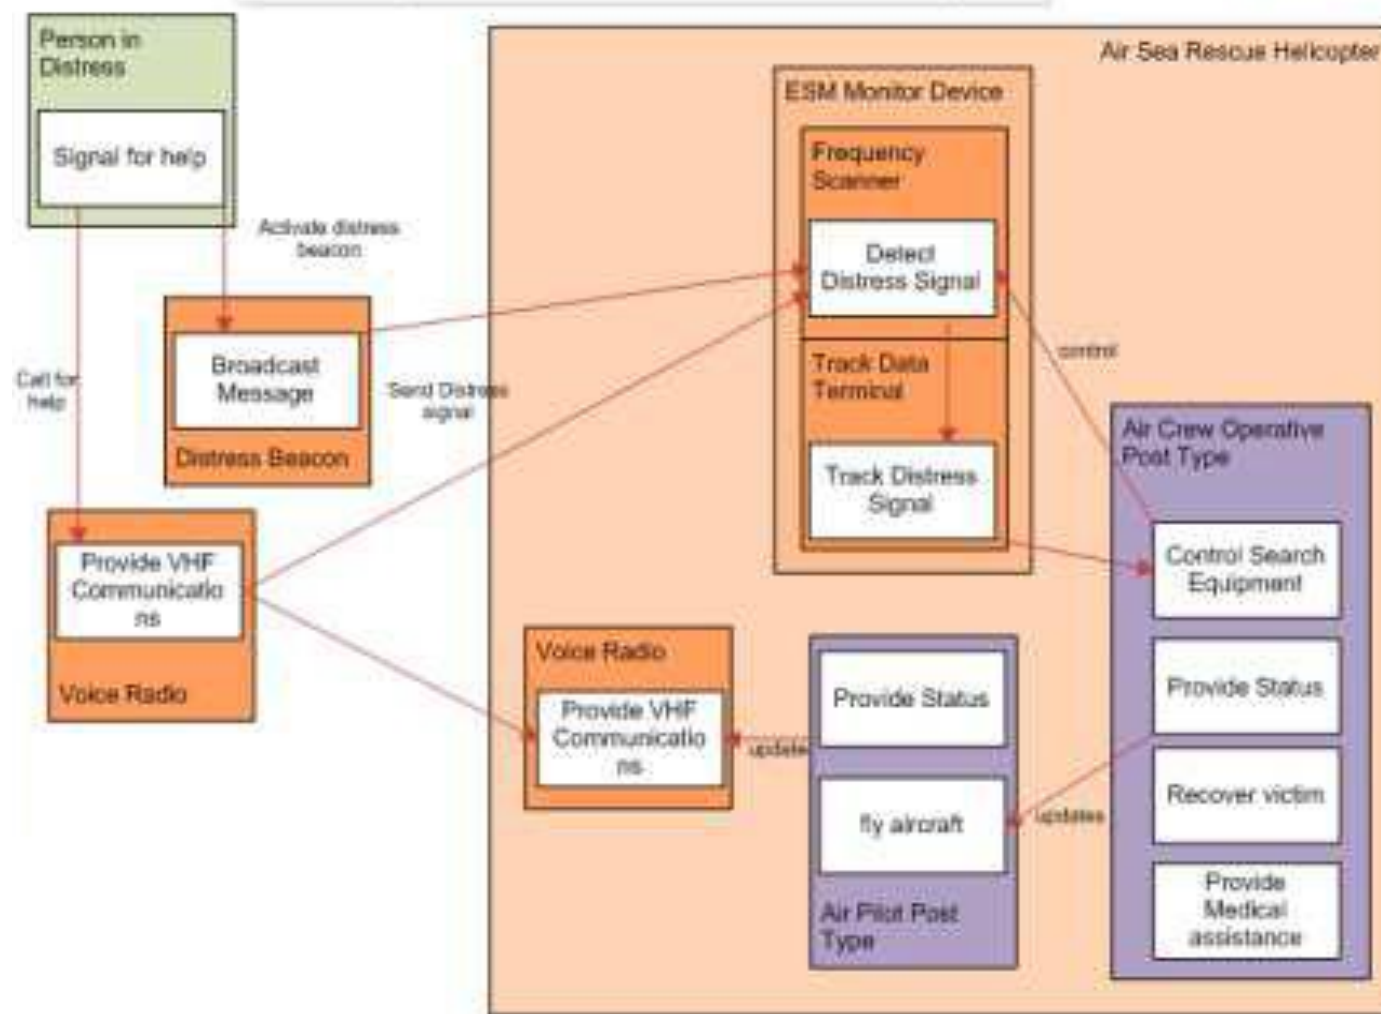 Person in
Distress
Signal for help
Activate distress
beacon
Call for
help
Broadcast
Message
Distress Beacon
Send Distress
signal
Provide VHF
Communicatio
ns
Voice Radio
Air Sea Rescue Helicopter
ESM Monitor Device
Frequency
Scanner
Detect
Distress Signal
Track Data
Terminal
Track Distress
Signal
control
Air Crew Operative
Post Type
Control Search
Equipment
Provide Status
Recover victim
Provide
Medical
assistance
Voice Radio
Provide VHF
Communicatio
ns
updates
Provide Status
fly aircraft
Air Pilot Post
Type
updates